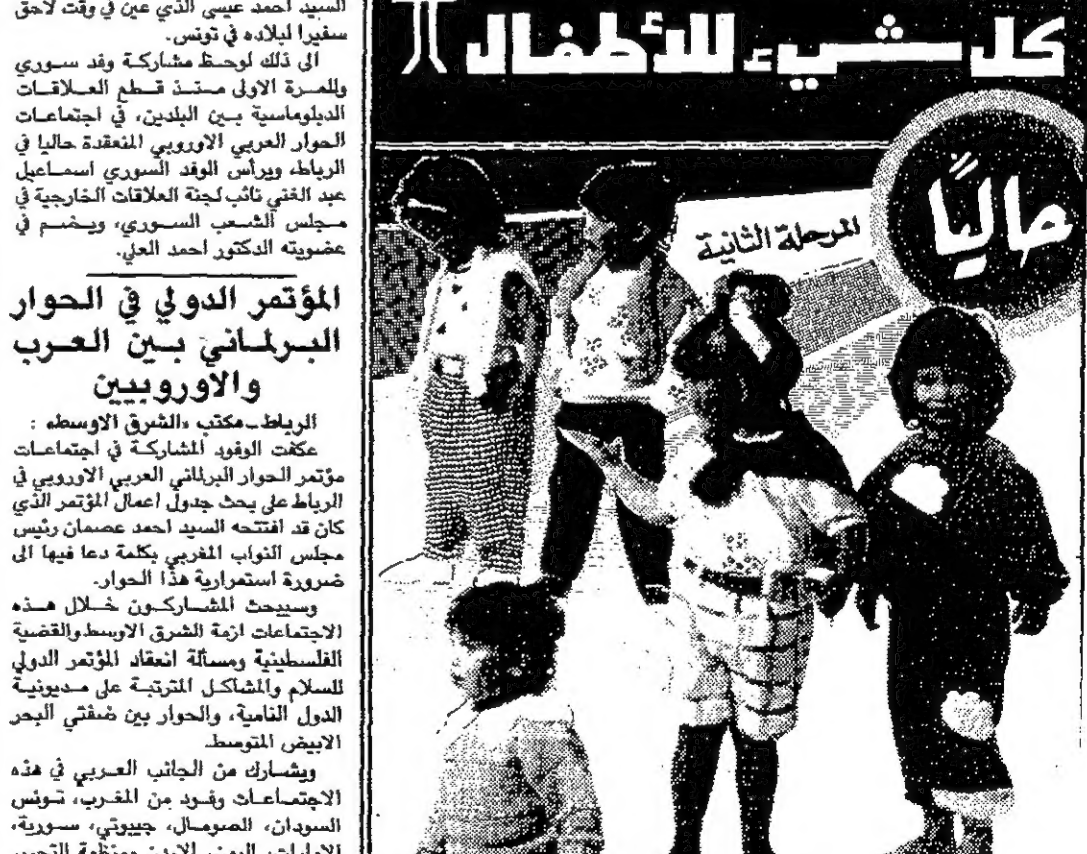 السيد احمد عيسى الذي عين في وقت لاحق
سفيرا لبلاده في تونس.
الى ذلك لوحظ مشاركة وفد سوري
وللمرة الاولى منذ قطع العلاقات
الدبلوماسية بين البلدين، في اجتماعات
الحوار العربي الاوروبي المنعقدة حاليا في
الرباط، ويرأس الوفد السوري اسماعيل
عبد الغني نائب لجنة العلاقات الخارجية في
مجلس الشعب السوري، ويضم في
عضويته الدكتور احمد العلي.
المؤتمر الدولي في الحوار
البرلماني بين العرب
والاوروبيين
الرباط ـ مكتب «الشرق الاوسط» :
عكفت الوفود المشاركة في اجتماعات
مؤتمر الحوار البرلماني العربي الاوروبي في
الرباط على بحث جدول اعمال المؤتمر الذي
كان قد افتتحه السيد احمد عصمان رئيس
مجلس النواب المغربي بكلمة دعا فيها الى
ضرورة استمرارية هذا الحوار.
وسيبحث المشاركون خلال هذه
الاجتماعات ازمة الشرق الاوسط والقضية
الفلسطينية ومسألة انعقاد المؤتمر الدولي
للسلام والمشاكل المترتبة على مديونية
الدول النامية، والحوار بين ضفتي البحر
الابيض المتوسط.
ويشارك من الجانب العربي في هذه
الاجتماعات وفود من المغرب، تونس
السودان، الصومال، جيبوتي، سورية،
الامارات، اليمن، الاردن ومنظمة التحرير
كل شيء للأطفال
حاليًا
المرحلة الثانية